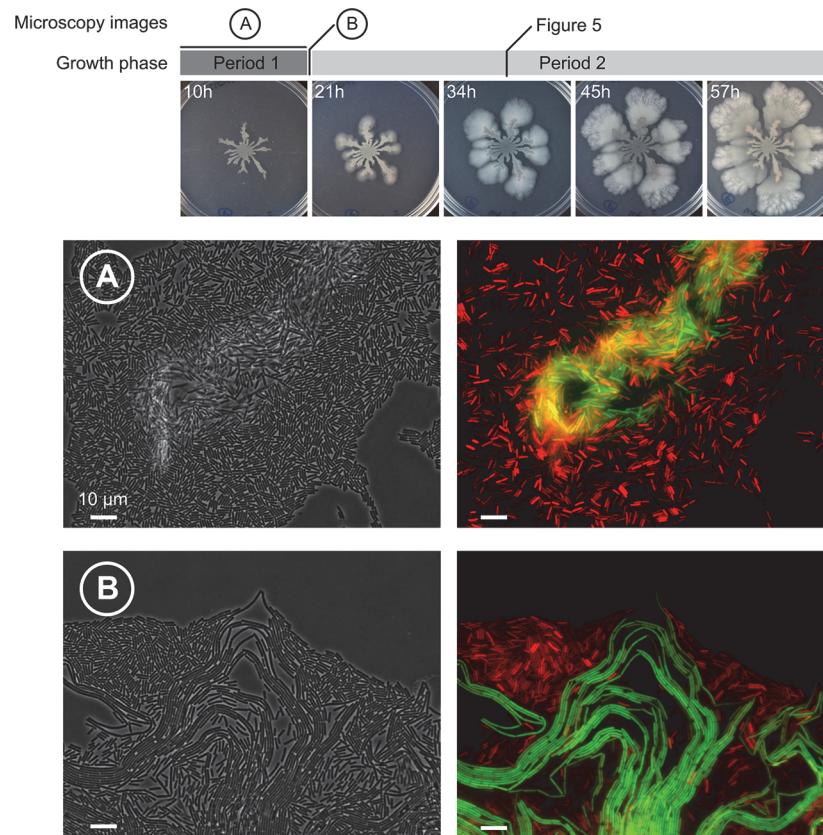 Microscopy images A B Figure 5
Growth phase Period 1 Period 2
10h 21h 34h 45h 57h
A
10 µm
B